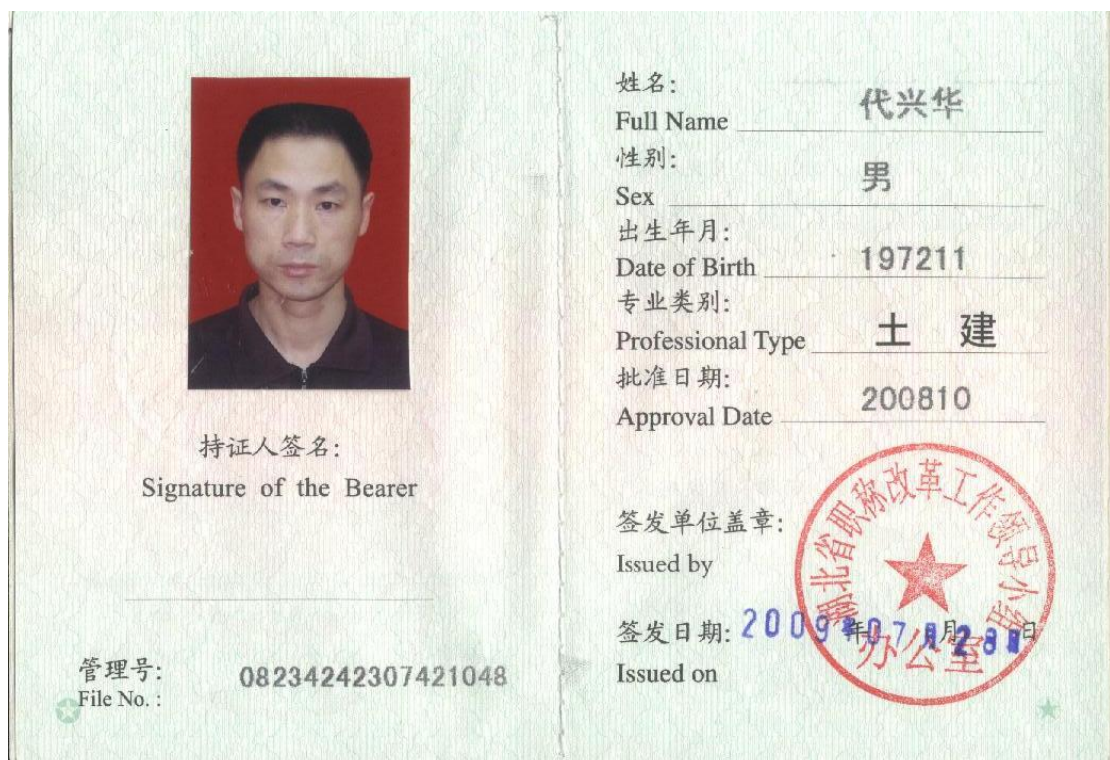 持证人签名:
Signature of the Bearer
管理号:
File No. :
08234242307421048
姓名:
Full Name
代兴华
性别:
Sex
男
出生年月:
Date of Birth
197211
专业类别:
Professional Type
土 建
批准日期:
Approval Date
200810
签发单位盖章:
Issued by
湖北省职称改革工作领导小组
办公室
签发日期: 2009年07月28日
Issued on